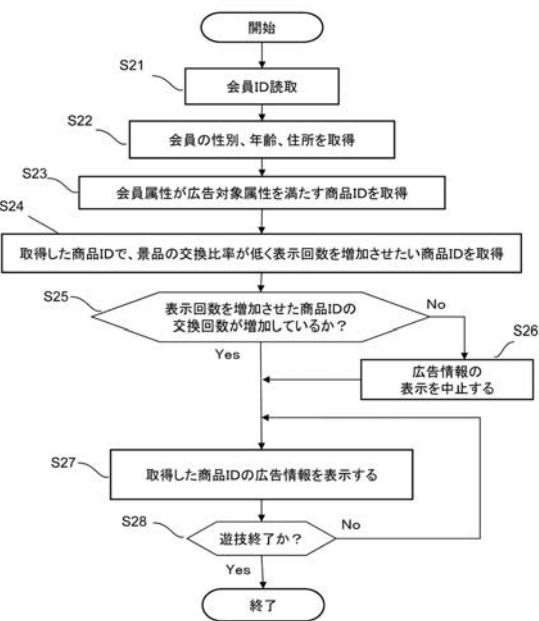 開始
S21
会員ID読取
S22
会員の性別、年齢、住所を取得
S23
会員属性が広告対象属性を満たす商品IDを取得
S24
取得した商品IDで、景品の交換比率が低く表示回数を増加させたい商品IDを取得
S25
表示回数を増加させた商品IDの
交換回数が増加しているか？
No
S26
Yes
広告情報の
表示を中止する
S27
取得した商品IDの広告情報を表示する
S28
遊技終了か？
No
Yes
終了